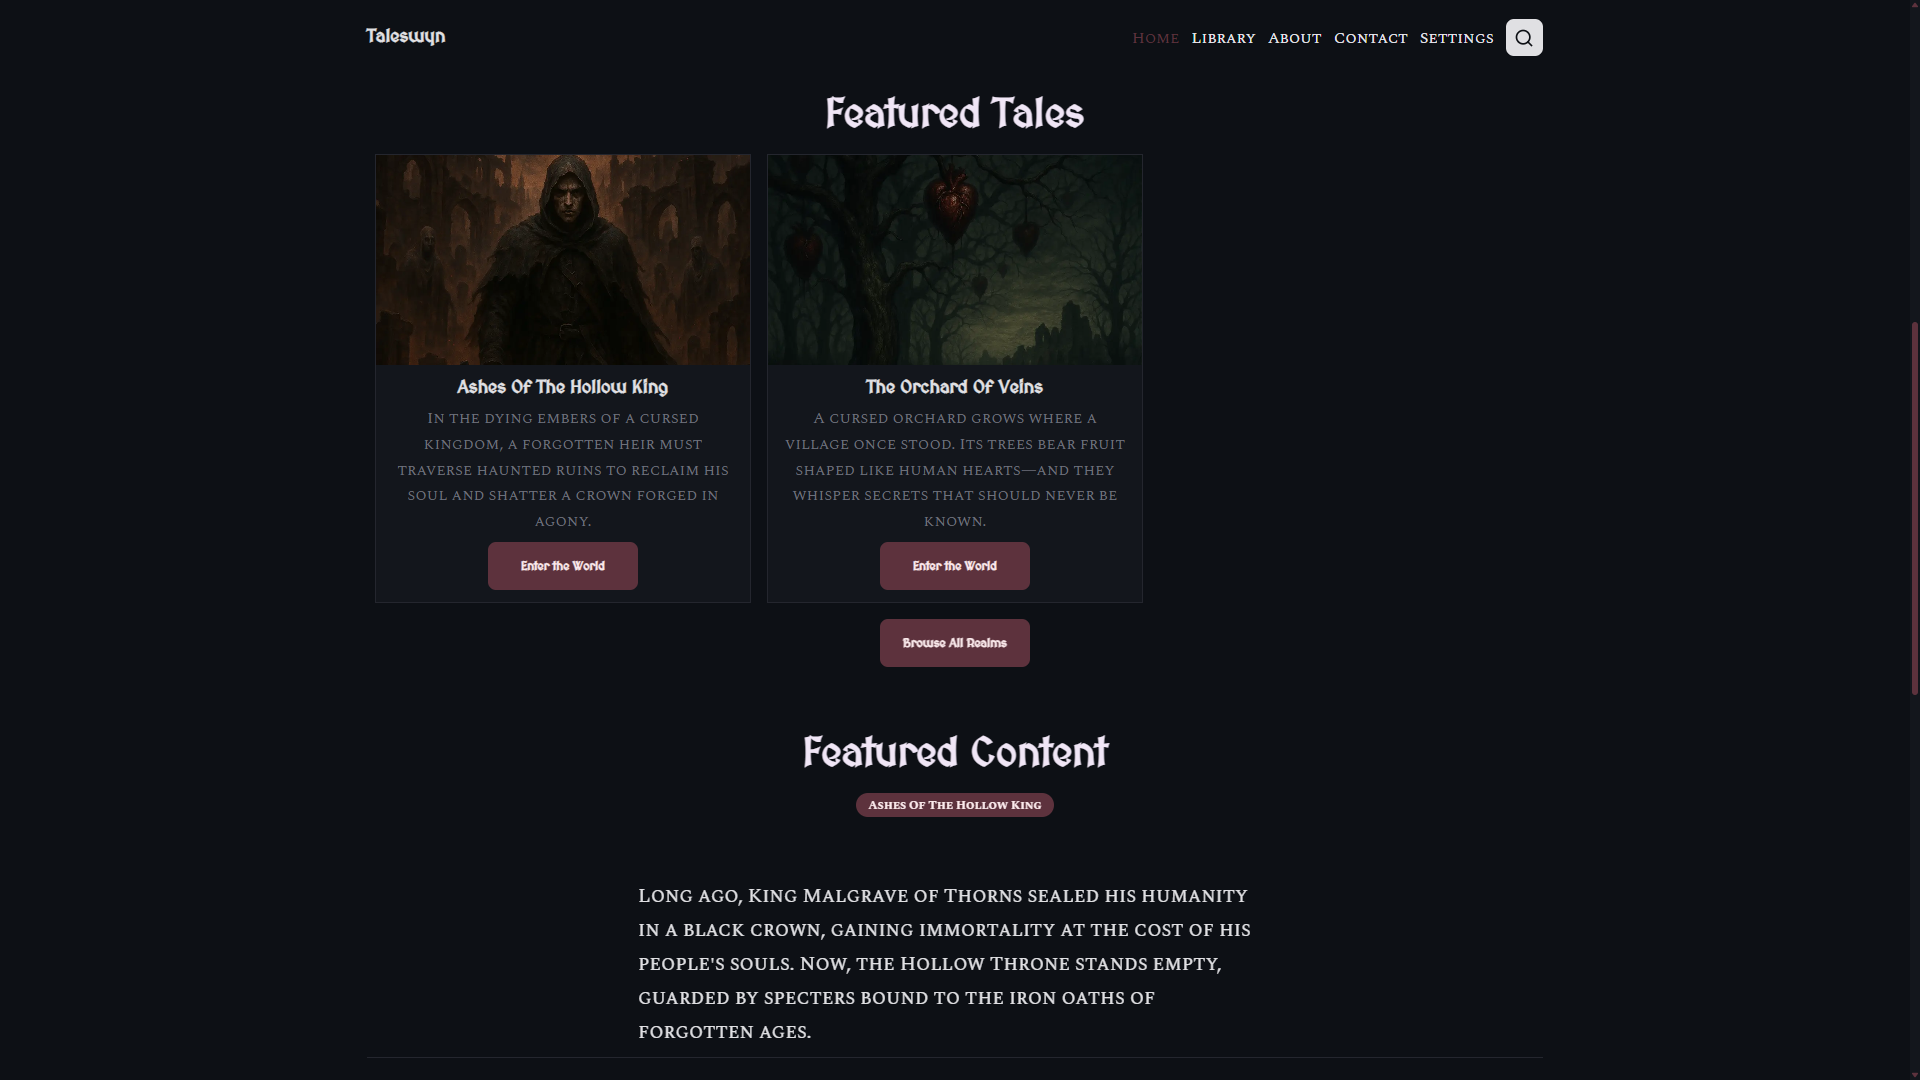 Taleswyn
Home Library About Contact Settings
Featured Tales
Ashes Of The Hollow King
In the dying embers of a cursed
kingdom, a forgotten heir must
traverse haunted ruins to reclaim his
soul and shatter a crown forged in
agony.
Enter the World
The Orchard Of Veins
A cursed orchard grows where a
village once stood. Its trees bear fruit
shaped like human hearts—and they
whisper secrets that should never be
known.
Enter the World
Browse All Realms
Featured Content
Ashes Of The Hollow King
Long ago, King Malgrave of Thorns sealed his humanity
in a black crown, gaining immortality at the cost of his
people's souls. Now, the Hollow Throne stands empty,
guarded by specters bound to the iron oaths of
forgotten ages.